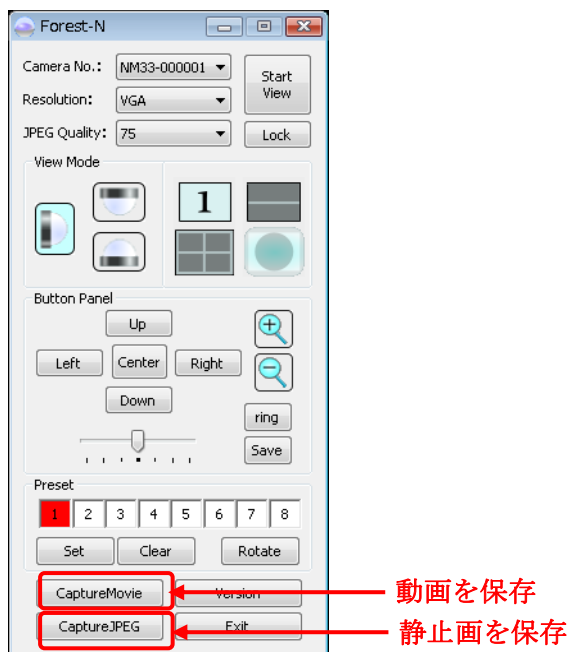 Forest-N
Camera No.: NM33-000001
Start
View
Resolution: VGA
JPEG Quality: 75
Lock
View Mode
1
Button Panel
Up
Left Center Right
Down
ring
Save
Preset
1 2 3 4 5 6 7 8
Set Clear Rotate
CaptureMovie Version 動画を保存
CaptureJPEG Exit 静止画を保存